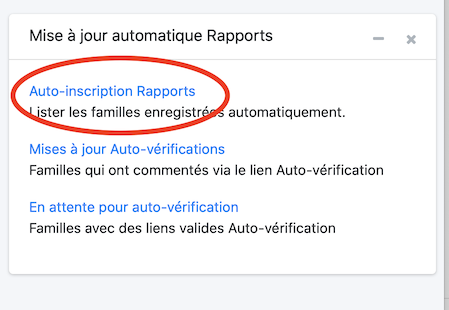 Mise à jour automatique Rapports
Auto-inscription Rapports
Lister les familles enregistrées automatiquement.
Mises à jour Auto-vérifications
Familles qui ont commentés via le lien Auto-vérification
En attente pour auto-vérification
Familles avec des liens valides Auto-vérification